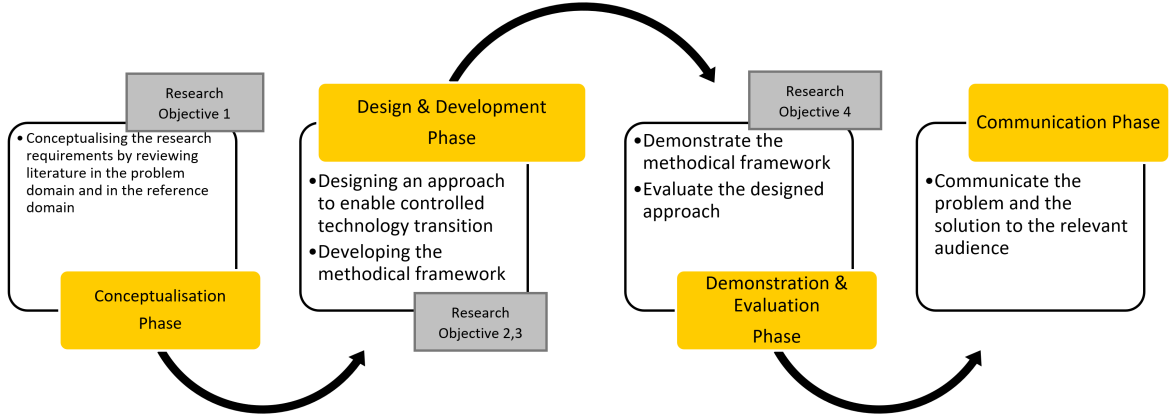 Research
Objective 1
• Conceptualising the research
requirements by reviewing
literature in the problem
domain and in the reference
domain
Conceptualisation
Phase
Design & Development
Phase
•Designing an approach
to enable controlled
technology transition
•Developing the
methodical framework
Research
Objective 2,3
Research
Objective 4
•Demonstrate the
methodical framework
•Evaluate the designed
approach
Demonstration &
Evaluation
Phase
Communication Phase
•Communicate the
problem and the
solution to the relevant
audience